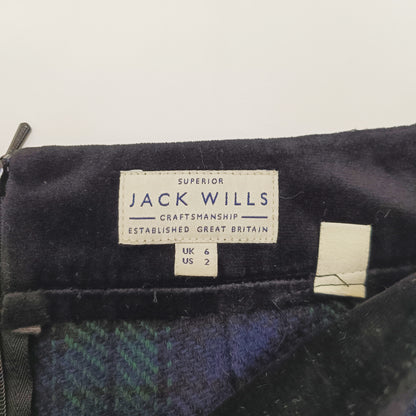 SUPERIOR
JACK WILLS
CRAFTSMANSHIP
ESTABLISHED GREAT BRITAIN
UK 6
US 2